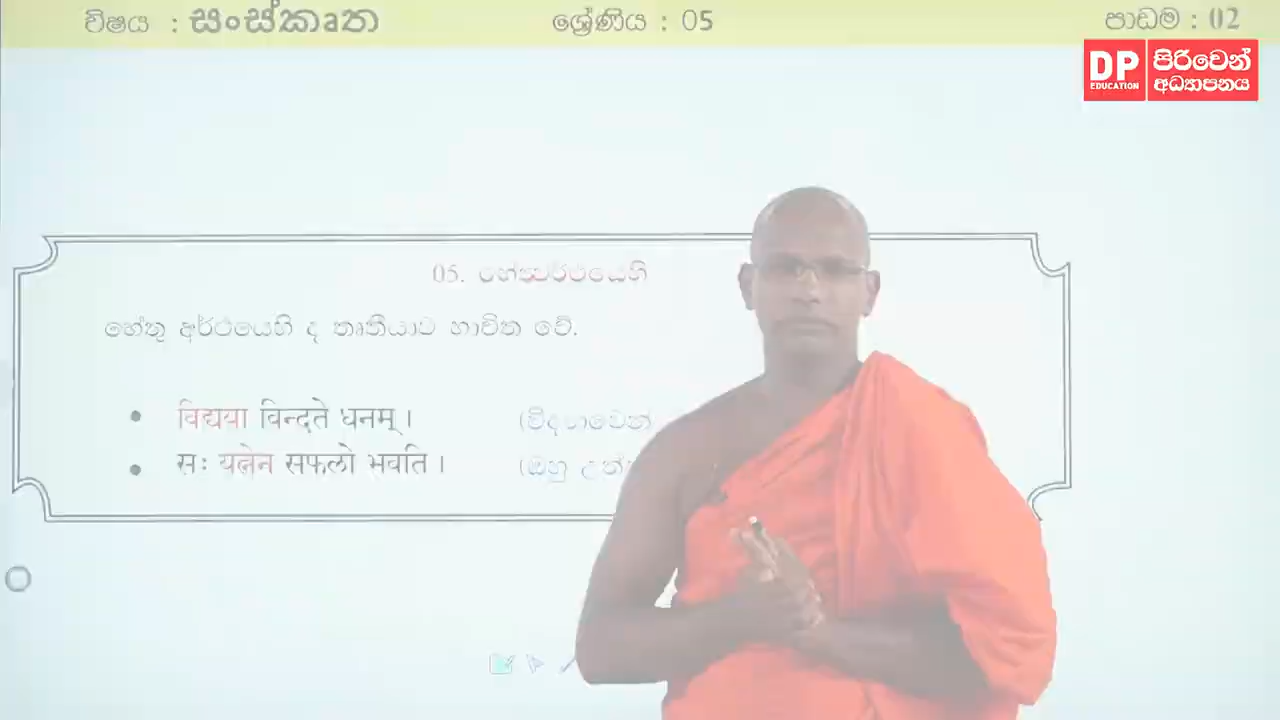 විෂය : සංස්කෘත ශ්‍රේණිය : 05 පාඩම : 02
DP EDUCATION පිරිවෙන් අධ්‍යාපනය
05. හේත්‍වර්ථයෙහි
හේතු අර්ථයෙහි ද තෘතීයාව භාවිත වේ.
• विद्यया विन्दते धनम् । (විද්‍යාවෙන්
• सः यत्नेन सफलो भवति । (ඔහු